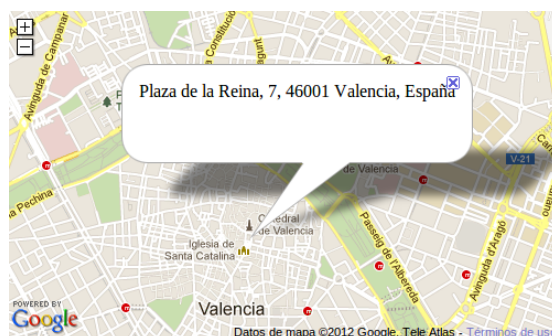 +
−
Avinguda de Campanar
Constitució
Plaza de la Reina, 7, 46001 Valencia, España
de Valencia
V-21
Pechina
Catedral
de Valencia
Iglesia de
Santa Catalina
Passeig de l'Albereda
Avinguda d'Aragó
Valencia
POWERED BY
Google
Datos de mapa ©2012 Google, Tele Atlas - Términos de uso